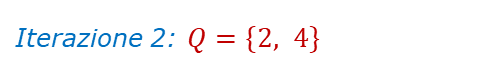 Iterazione 2: Q = {2, 4}